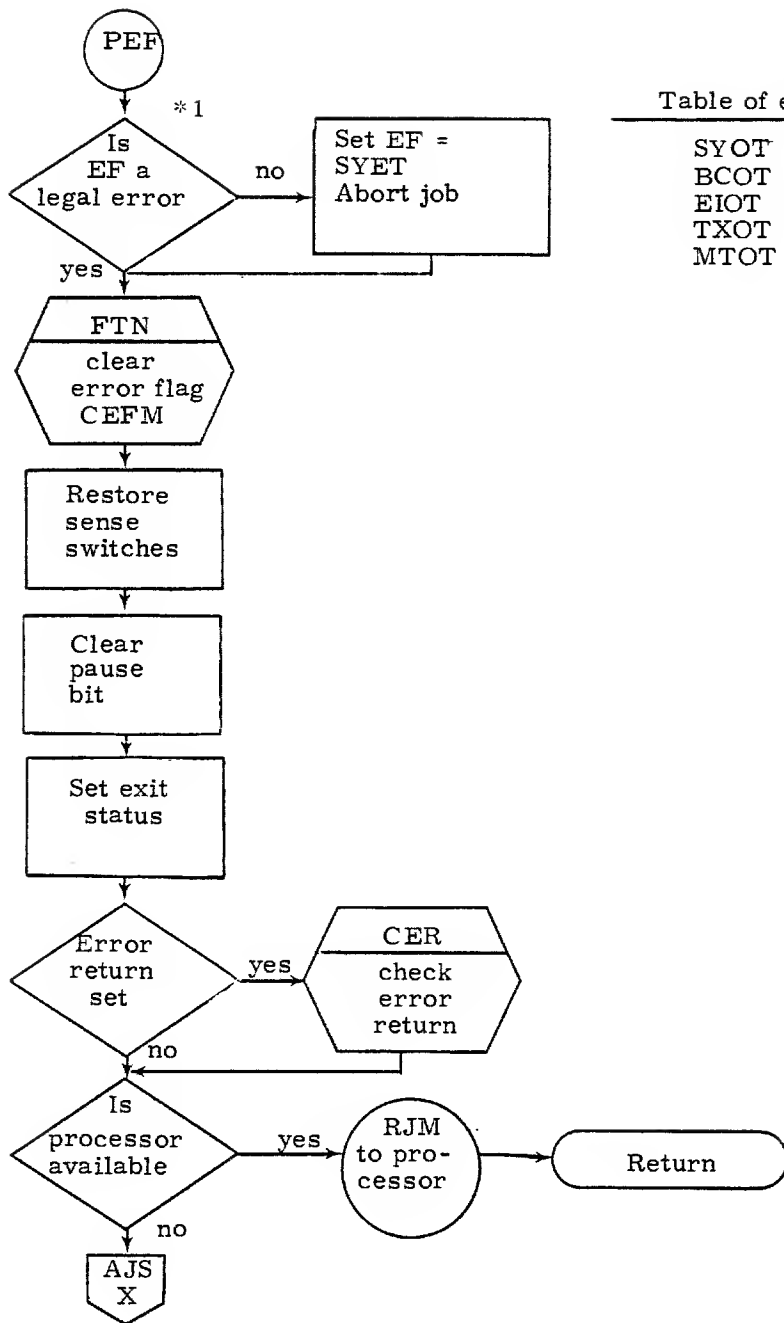 PEF
*1
Is
EF a
legal error
no
Set EF =
SYET
Abort job
Table of e
SYOT
BCOT
EIOT
TXOT
MTOT
yes
FTN
clear
error flag
CEFM
Restore
sense
switches
Clear
pause
bit
Set exit
status
Error
return
set
yes
CER
check
error
return
no
Is
processor
available
yes
RJM
to pro-
cessor
Return
no
AJS
X